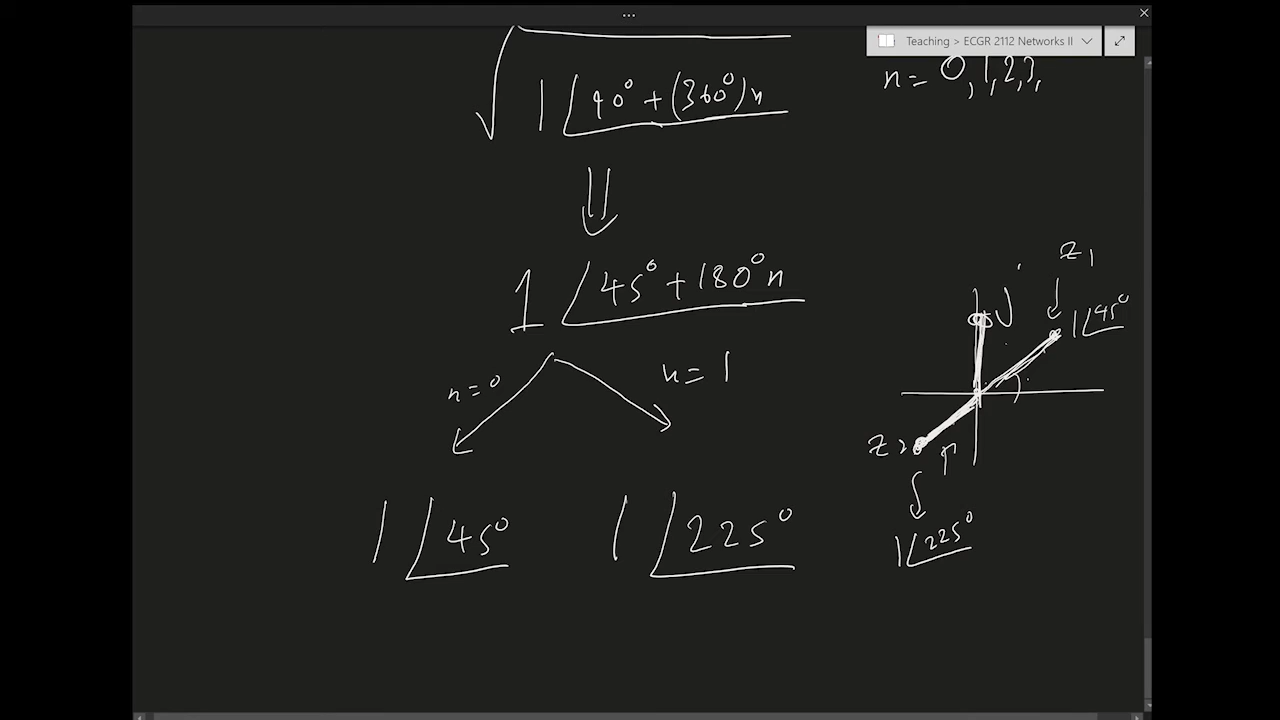 Teaching > ECGR 2112 Networks II
n = 0,1,2,3,
√ 1∠90°+(360°)n
⇓
1∠45°+180°n
n=0
n=1
1∠45°
1∠225°
Z1
j
1∠45°
Z2
1∠225°